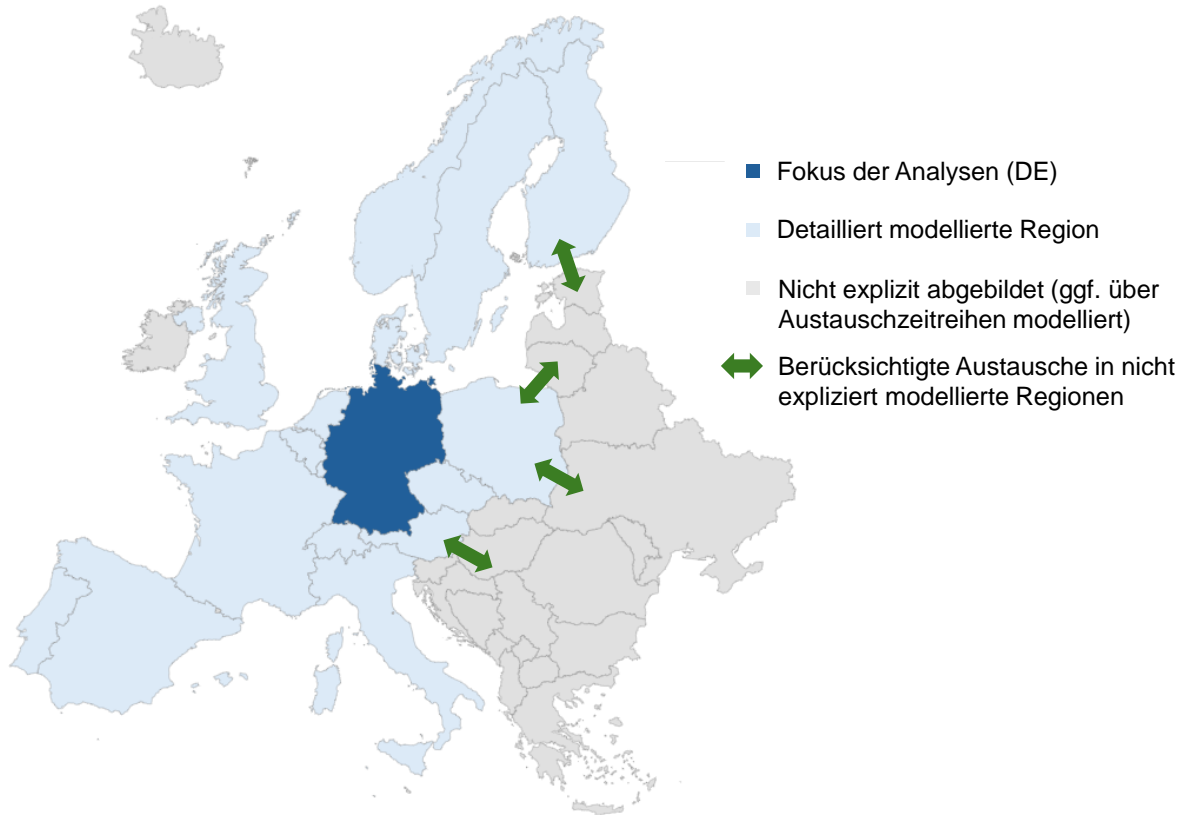 Fokus der Analysen (DE)
Detailliert modellierte Region
Nicht explizit abgebildet (ggf. über
Austauschzeitreihen modelliert)
Berücksichtigte Austausche in nicht
expliziert modellierte Regionen